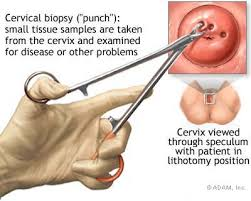 Cervical biopsy ("punch"):
small tissue samples are taken
from the cervix and examined
for disease or other problems
Cervix viewed
through speculum
with patient in
lithotomy position
© ADAM, Inc.